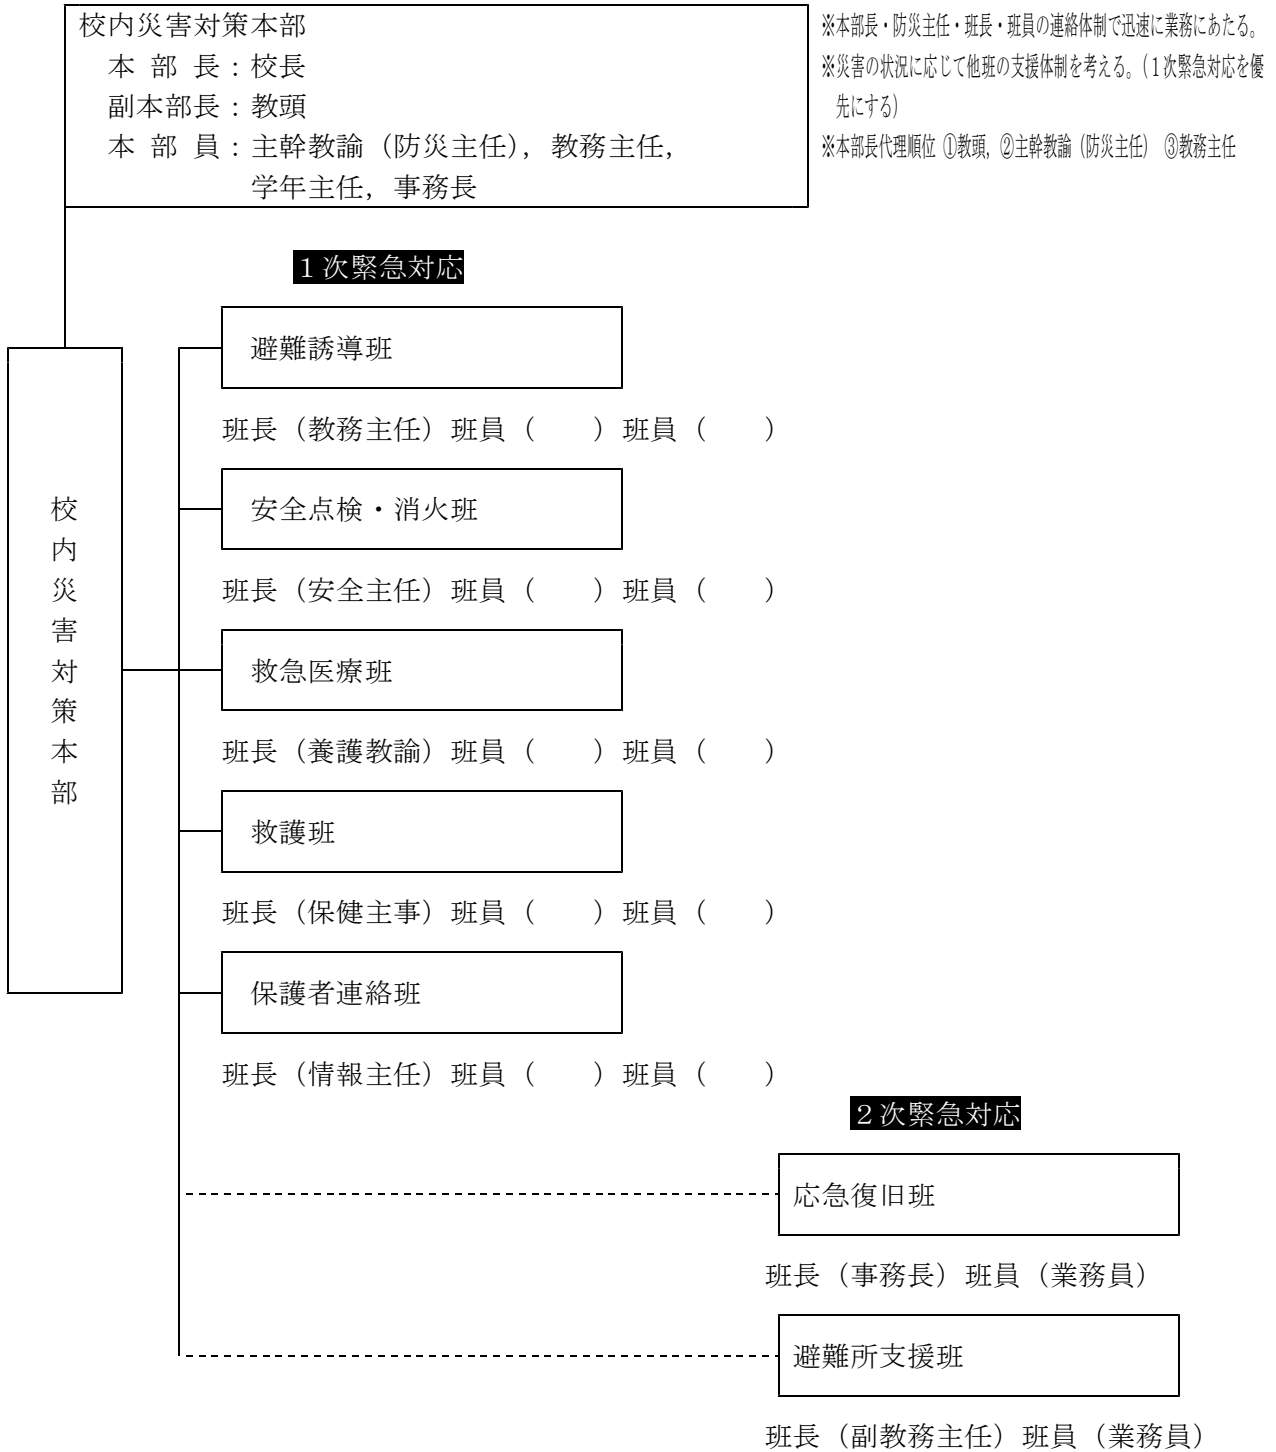 校内災害対策本部
本 部 長：校長
副本部長：教頭
本 部 員：主幹教諭（防災主任），教務主任，
学年主任，事務長
※本部長・防災主任・班長・班員の連絡体制で迅速に業務にあたる。
※災害の状況に応じて他班の支援体制を考える。（１次緊急対応を優
先にする）
※本部長代理順位 ①教頭，②主幹教諭（防災主任） ③教務主任
１次緊急対応
避難誘導班
班長（教務主任）班員（　　）班員（　　）
安全点検・消火班
班長（安全主任）班員（　　）班員（　　）
校内災害対策本部
救急医療班
班長（養護教諭）班員（　　）班員（　　）
救護班
班長（保健主事）班員（　　）班員（　　）
保護者連絡班
班長（情報主任）班員（　　）班員（　　）
２次緊急対応
応急復旧班
班長（事務長）班員（業務員）
避難所支援班
班長（副教務主任）班員（業務員）